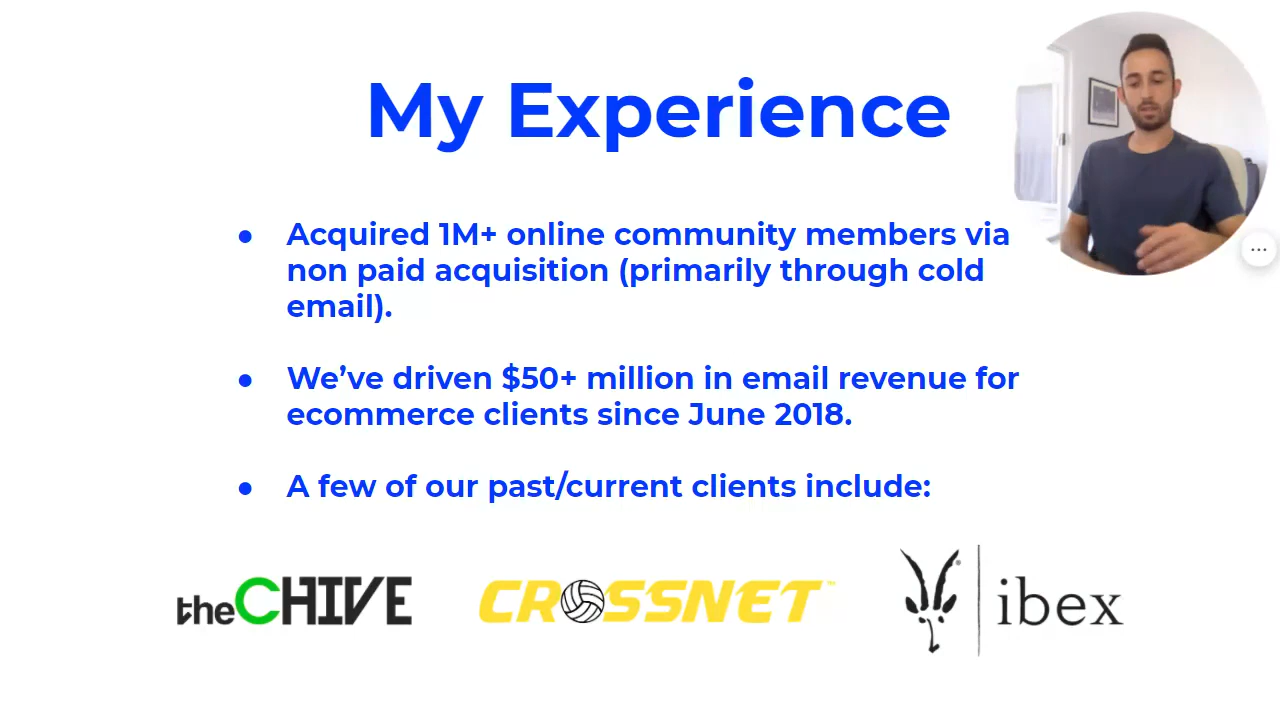 My Experience
● Acquired 1M+ online community members via
non paid acquisition (primarily through cold
email).
● We’ve driven $50+ million in email revenue for
ecommerce clients since June 2018.
● A few of our past/current clients include:
theCHIVE
CROSSNET™
ibex